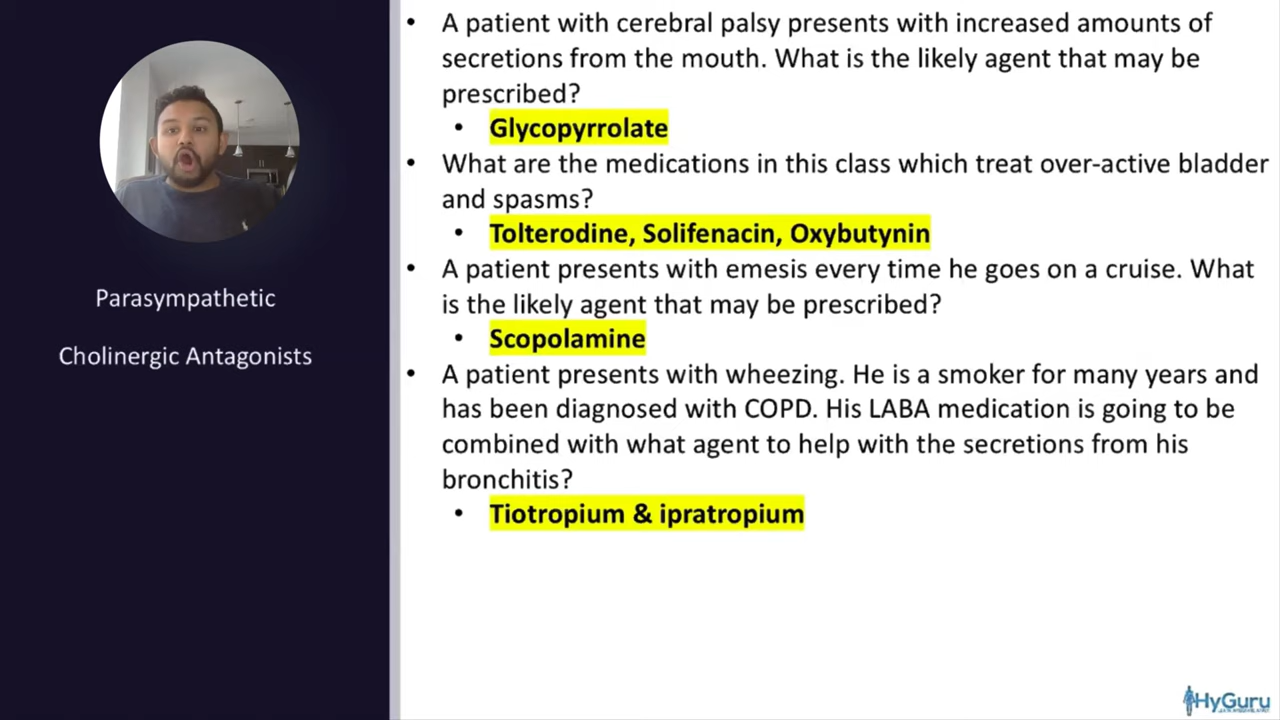 Parasympathetic
Cholinergic Antagonists
• A patient with cerebral palsy presents with increased amounts of
secretions from the mouth. What is the likely agent that may be
prescribed?
• Glycopyrrolate
• What are the medications in this class which treat over-active bladder
and spasms?
• Tolterodine, Solifenacin, Oxybutynin
• A patient presents with emesis every time he goes on a cruise. What
is the likely agent that may be prescribed?
• Scopolamine
• A patient presents with wheezing. He is a smoker for many years and
has been diagnosed with COPD. His LABA medication is going to be
combined with what agent to help with the secretions from his
bronchitis?
• Tiotropium & ipratropium
HyGuru